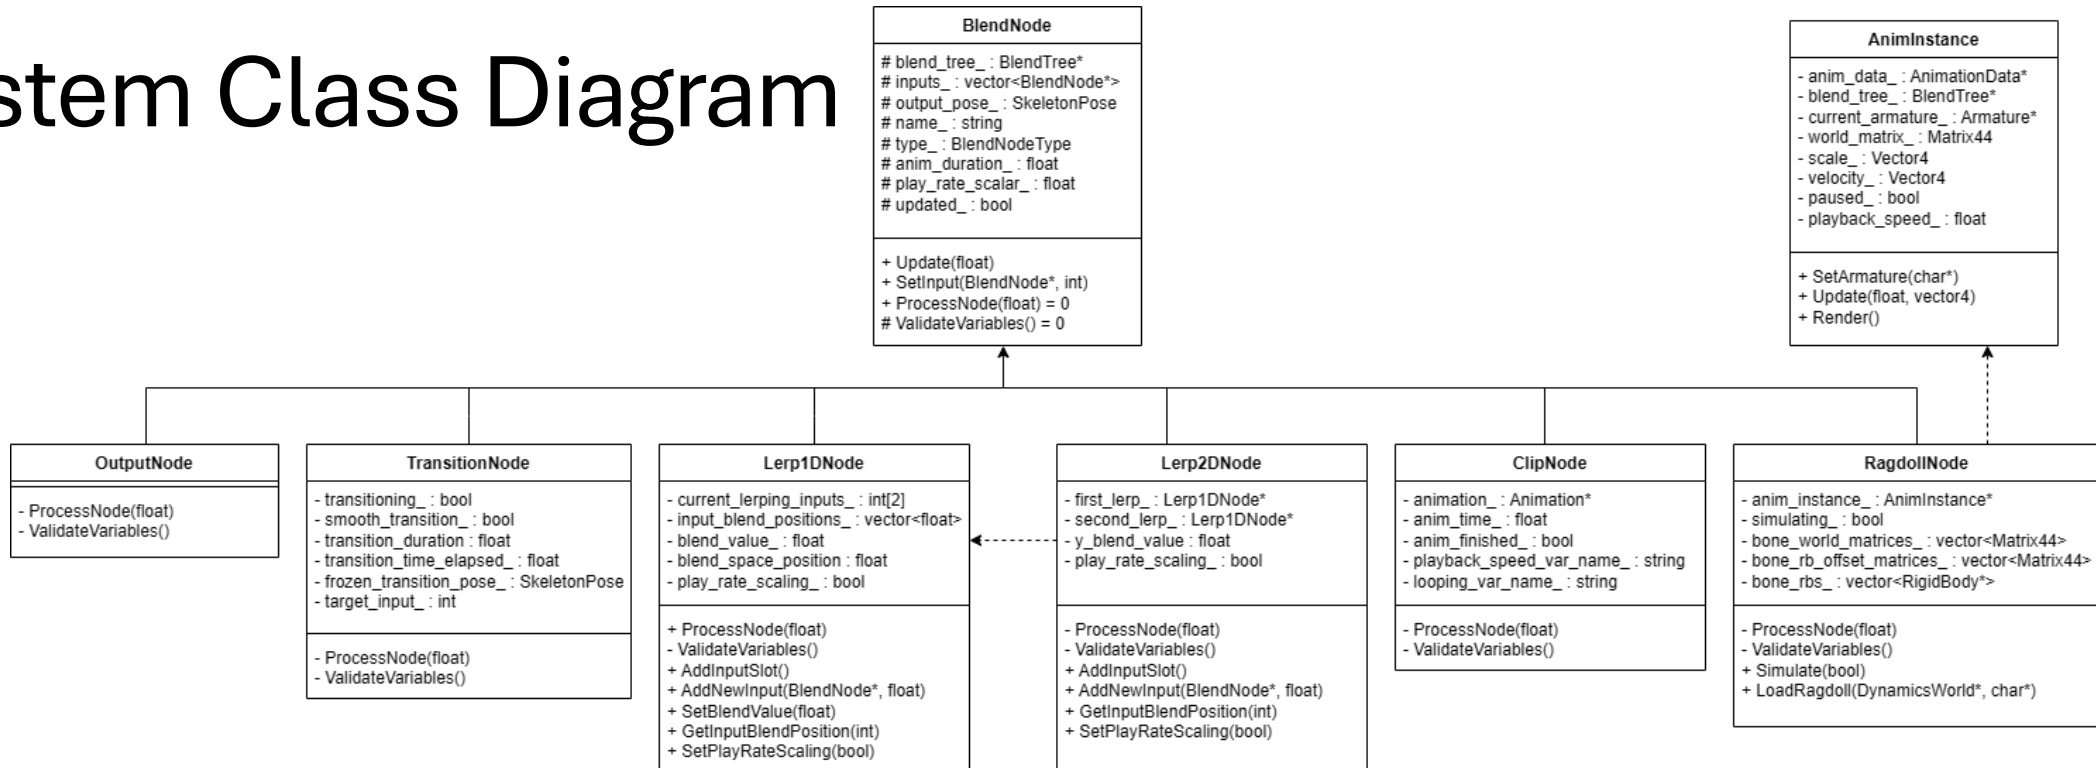 stem Class Diagram
BlendNode
# blend_tree_ : BlendTree*
# inputs_ : vector<BlendNode*>
# output_pose_ : SkeletonPose
# name_ : string
# type_ : BlendNodeType
# anim_duration_ : float
# play_rate_scalar_ : float
# updated_ : bool
+ Update(float)
+ SetInput(BlendNode*, int)
+ ProcessNode(float) = 0
# ValidateVariables() = 0
AnimInstance
- anim_data_ : AnimationData*
- blend_tree_ : BlendTree*
- current_armature_ : Armature*
- world_matrix_ : Matrix44
- scale_ : Vector4
- velocity_ : Vector4
- paused_ : bool
- playback_speed_ : float
+ SetArmature(char*)
+ Update(float, vector4)
+ Render()
OutputNode
- ProcessNode(float)
- ValidateVariables()
TransitionNode
- transitioning_ : bool
- smooth_transition_ : bool
- transition_duration : float
- transition_time_elapsed_ : float
- frozen_transition_pose_ : SkeletonPose
- target_input_ : int
- ProcessNode(float)
- ValidateVariables()
Lerp1DNode
- current_lerping_inputs_ : int[2]
- input_blend_positions_ : vector<float>
- blend_value_ : float
- blend_space_position : float
- play_rate_scaling_ : bool
+ ProcessNode(float)
- ValidateVariables()
+ AddInputSlot()
+ AddNewInput(BlendNode*, float)
+ SetBlendValue(float)
+ GetInputBlendPosition(int)
+ SetPlayRateScaling(bool)
Lerp2DNode
- first_lerp_ : Lerp1DNode*
- second_lerp_ : Lerp1DNode*
- y_blend_value : float
- play_rate_scaling_ : bool
- ProcessNode(float)
- ValidateVariables()
+ AddInputSlot()
+ AddNewInput(BlendNode*, float)
+ GetInputBlendPosition(int)
+ SetPlayRateScaling(bool)
ClipNode
- animation_ : Animation*
- anim_time_ : float
- anim_finished_ : bool
- playback_speed_var_name_ : string
- looping_var_name_ : string
- ProcessNode(float)
- ValidateVariables()
RagdollNode
- anim_instance_ : AnimInstance*
- simulating_ : bool
- bone_world_matrices_ : vector<Matrix44>
- bone_rb_offset_matrices_ : vector<Matrix44>
- bone_rbs_ : vector<RigidBody*>
- ProcessNode(float)
- ValidateVariables()
+ Simulate(bool)
+ LoadRagdoll(DynamicsWorld*, char*)